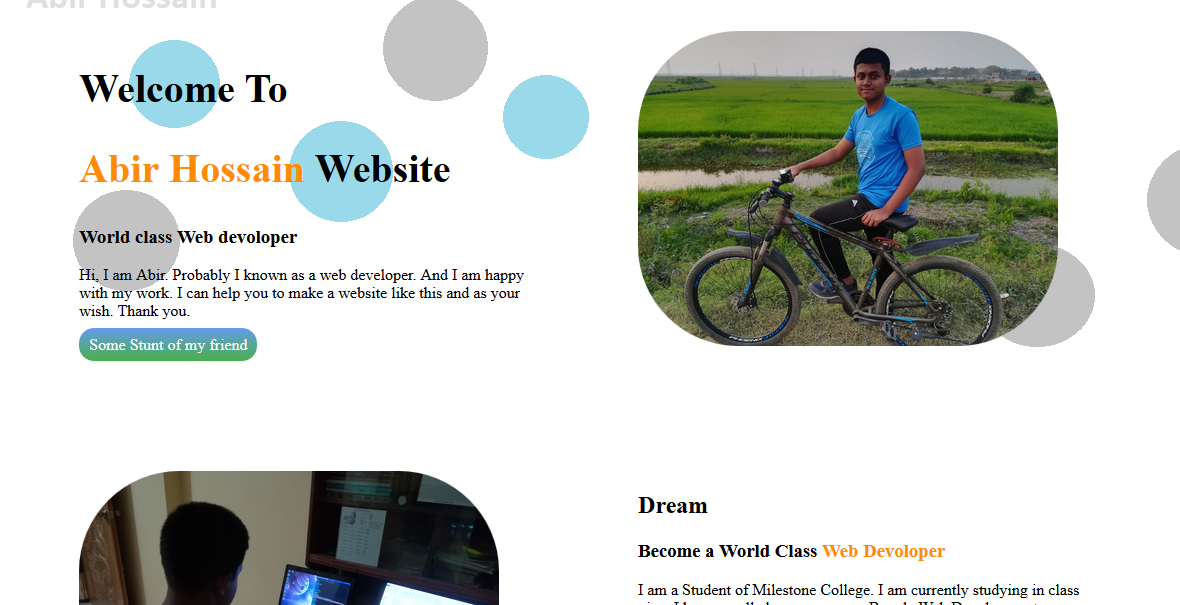 Abir Hossain
Welcome To
Abir Hossain Website
World class Web devoloper
Hi, I am Abir. Probably I known as a web developer. And I am happy
with my work. I can help you to make a website like this and as your
wish. Thank you.
Some Stunt of my friend
Dream
Become a World Class Web Devoloper
I am a Student of Milestone College. I am currently studying in class